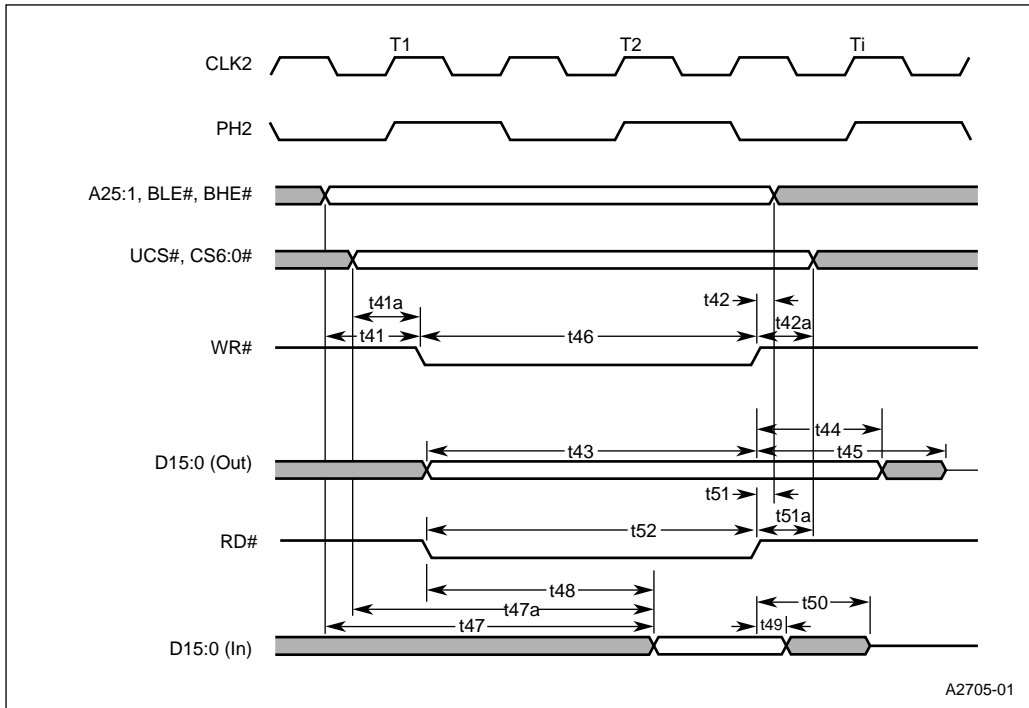 T1 T2 Ti
CLK2
PH2
A25:1, BLE#, BHE#
UCS#, CS6:0#
t41a t42
t41 t46 t42a
WR#
t44
t43 t45
D15:0 (Out)
t51
t52 t51a
RD#
t48
t47a t50
t47 t49
D15:0 (In)
A2705-01